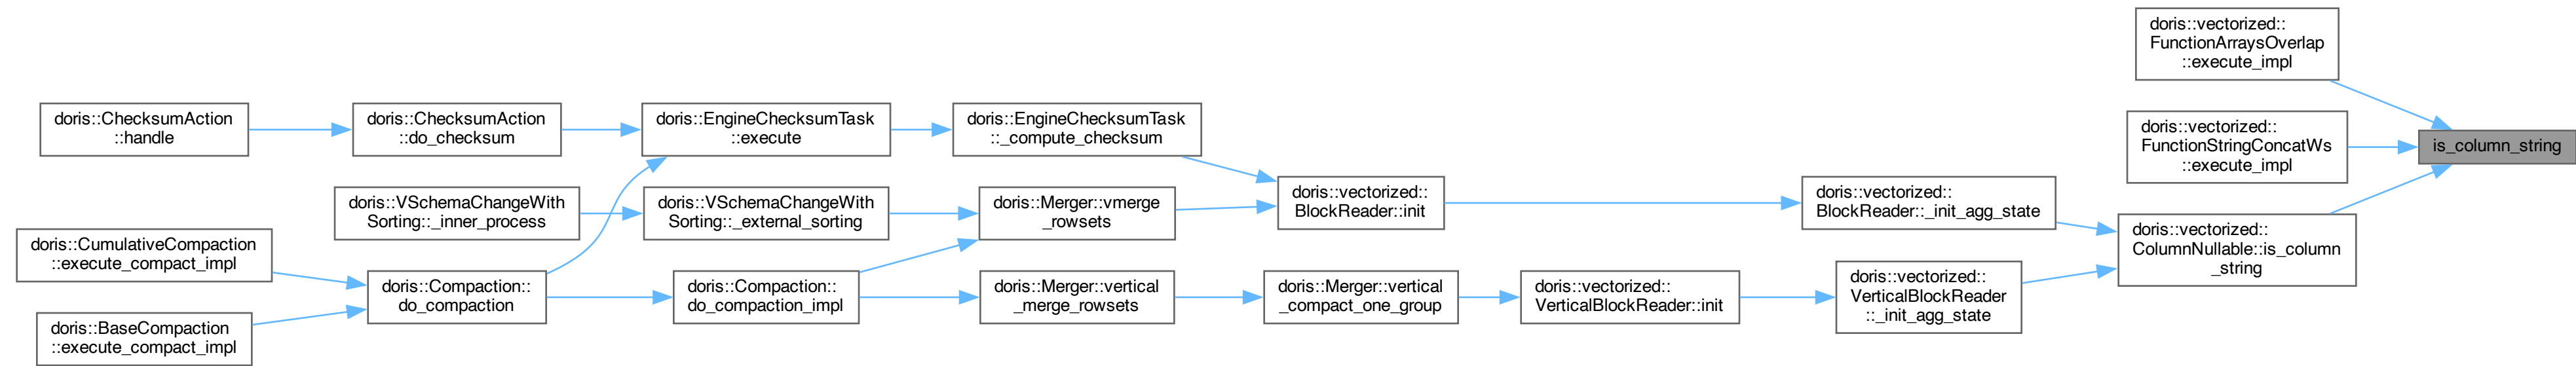 doris::vectorized::
FunctionArraysOverlap
::execute_impl
doris::ChecksumAction
::handle
doris::ChecksumAction
::do_checksum
doris::EngineChecksumTask
::execute
doris::EngineChecksumTask
::_compute_checksum
doris::vectorized::
FunctionStringConcatWs
::execute_impl
is_column_string
doris::VSchemaChangeWith
Sorting::_inner_process
doris::VSchemaChangeWith
Sorting::_external_sorting
doris::Merger::vmerge
_rowsets
doris::vectorized::
BlockReader::init
doris::vectorized::
BlockReader::_init_agg_state
doris::vectorized::
ColumnNullable::is_column
_string
doris::CumulativeCompaction
::execute_compact_impl
doris::Compaction::
do_compaction
doris::Compaction::
do_compaction_impl
doris::Merger::vertical
_merge_rowsets
doris::Merger::vertical
_compact_one_group
doris::vectorized::
VerticalBlockReader::init
doris::vectorized::
VerticalBlockReader
::_init_agg_state
doris::BaseCompaction
::execute_compact_impl